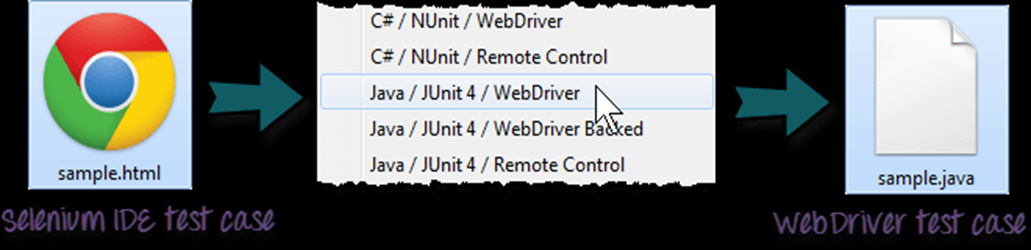 sample.html
Selenium IDE test case
C# / NUnit / WebDriver
C# / NUnit / Remote Control
Java / JUnit 4 / WebDriver
Java / JUnit 4 / WebDriver Backed
Java / JUnit 4 / Remote Control
sample.java
WebDriver test case